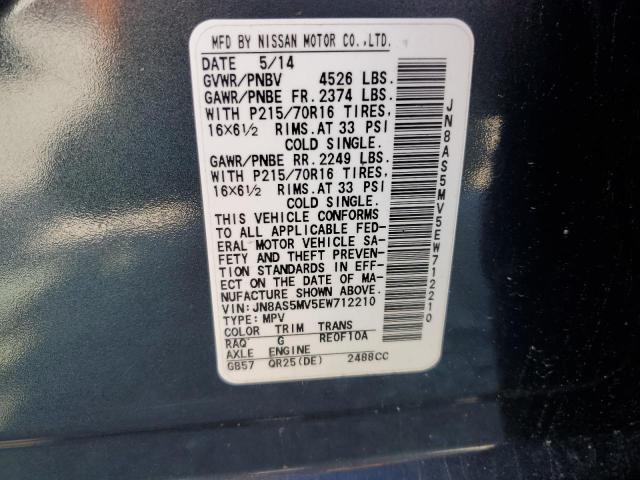 MFD BY NISSAN MOTOR CO.,LTD.
DATE 5/14
GVWR/PNBV 4526 LBS.
GAWR/PNBE FR. 2374 LBS.
WITH P215/70R16 TIRES,
16X6½ RIMS. AT 33 PSI
COLD SINGLE.
GAWR/PNBE RR. 2249 LBS.
WITH P215/70R16 TIRES,
16X6½ RIMS. AT 33 PSI
COLD SINGLE.
THIS VEHICLE CONFORMS
TO ALL APPLICABLE FED-
ERAL MOTOR VEHICLE SA-
FETY AND THEFT PREVEN-
TION STANDARDS IN EFF-
ECT ON THE DATE OF MA-
NUFACTURE SHOWN ABOVE.
VIN: JN8AS5MV5EW712210
TYPE: MPV
COLOR TRIM TRANS
RAQ G RE0F10A
AXLE ENGINE
GB57 QR25(DE) 2488CC
JN8AS5MV5EW712210